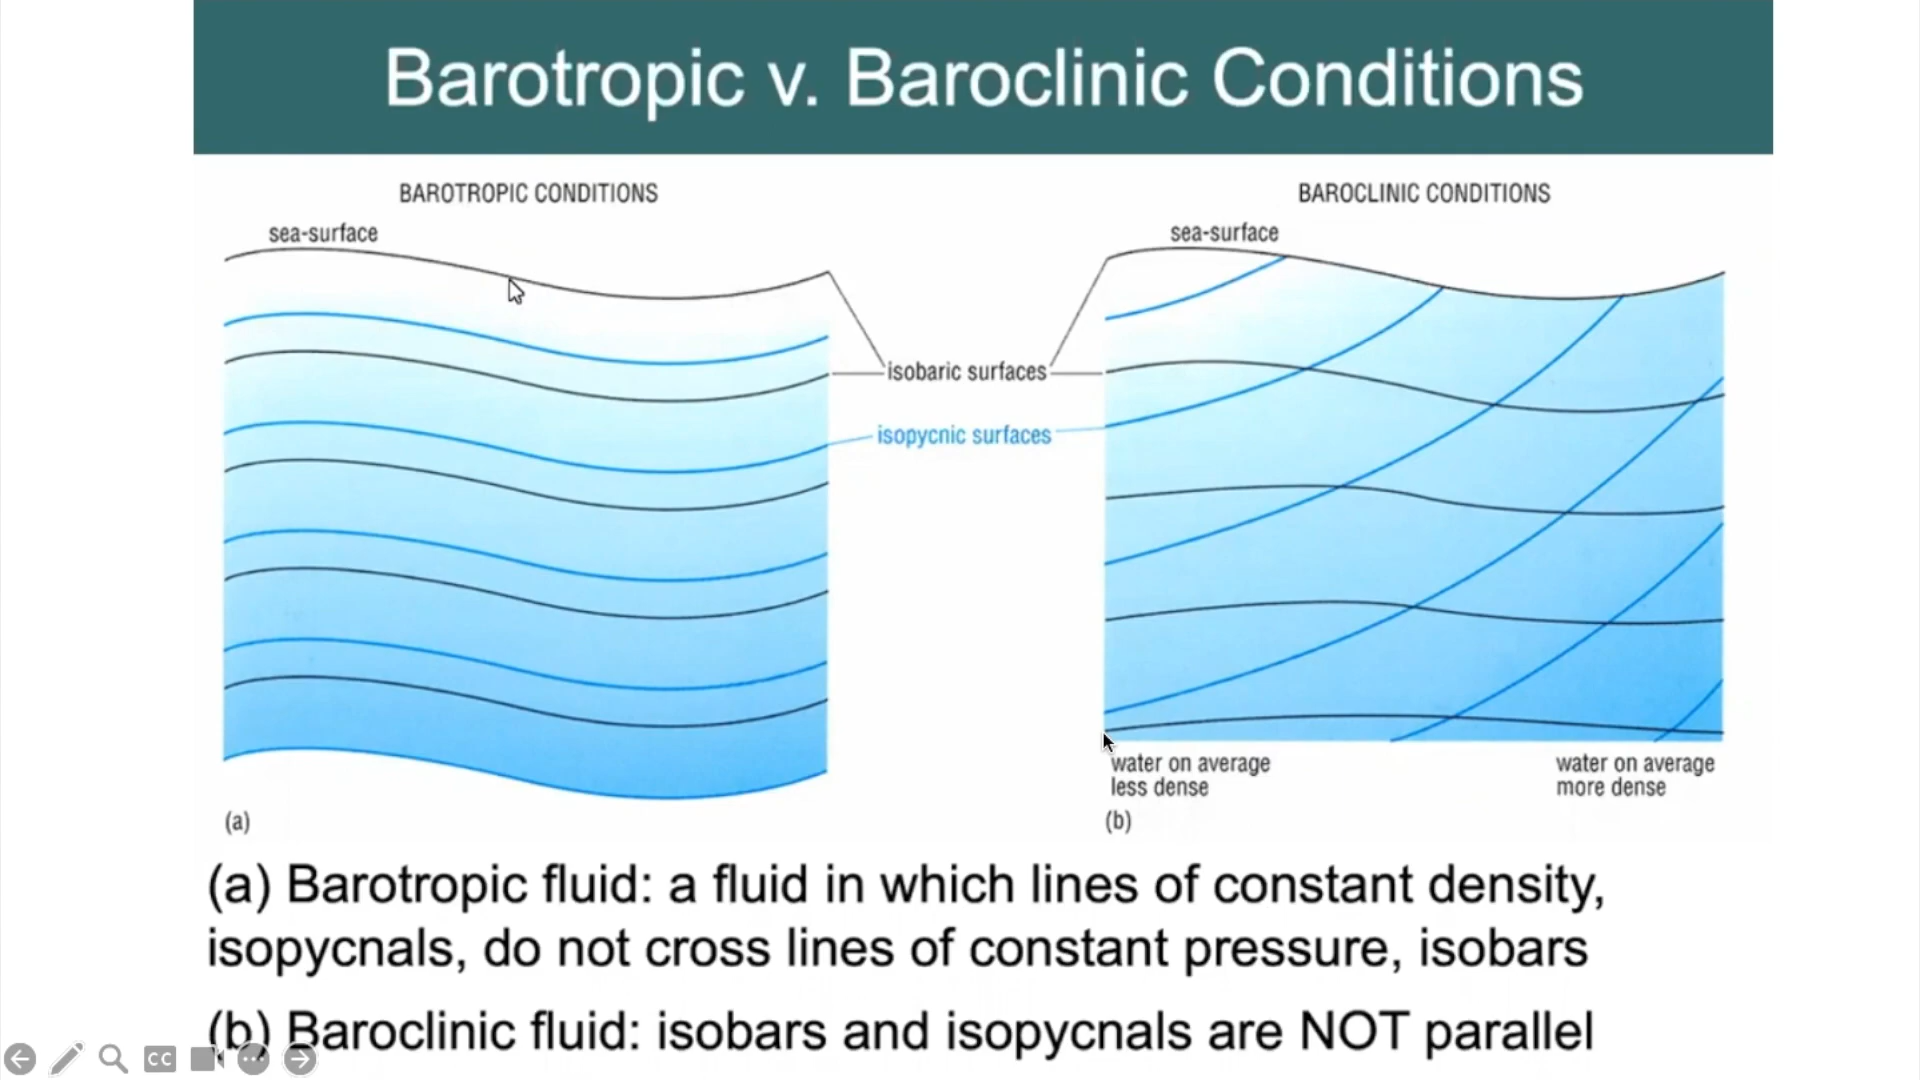 Barotropic v. Baroclinic Conditions
BAROTROPIC CONDITIONS
sea-surface
BAROCLINIC CONDITIONS
sea-surface
isobaric surfaces
isopycnic surfaces
water on average
less dense
water on average
more dense
(a)
(b)
(a) Barotropic fluid: a fluid in which lines of constant density,
isopycnals, do not cross lines of constant pressure, isobars
(b) Baroclinic fluid: isobars and isopycnals are NOT parallel
CC